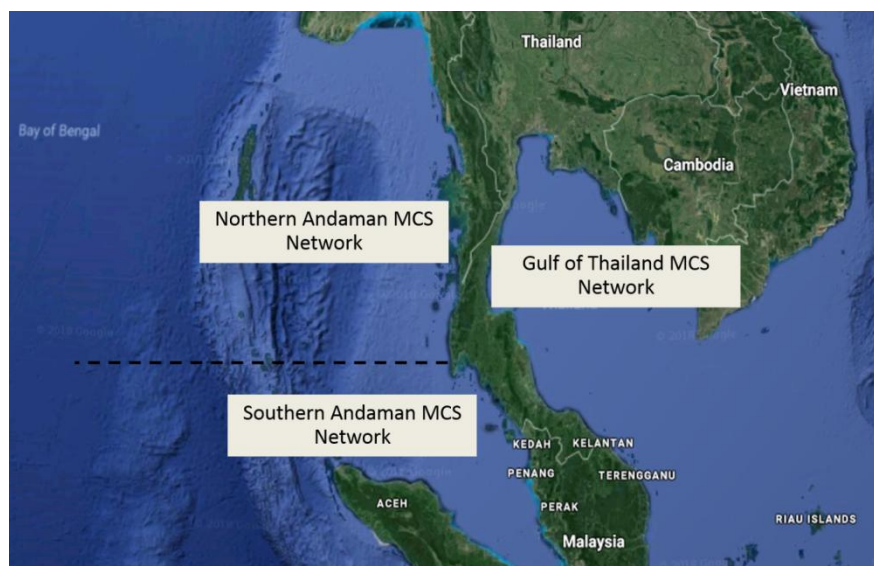 Thailand
Vietnam
Bay of Bengal
Cambodia
Northern Andaman MCS
Network
Gulf of Thailand MCS
Network
Southern Andaman MCS
Network
KEDAH
KELANTAN
PENANG
TERENGGANU
ACEH
PERAK
RIAU ISLANDS
Malaysia